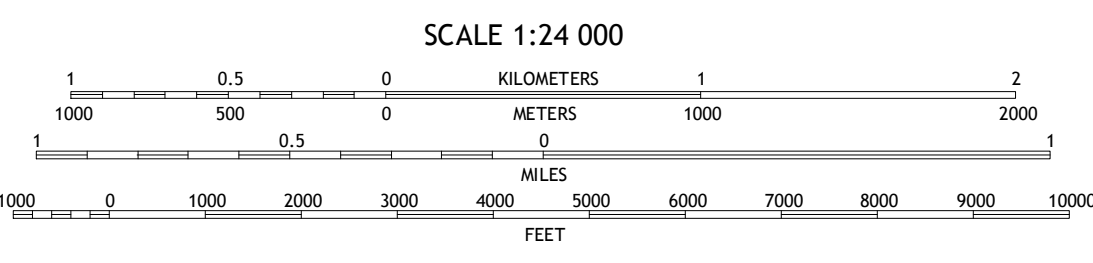 SCALE 1:24 000
1 0.5 0 KILOMETERS 1 2
1000 500 0 METERS 1000 2000
1 0.5 0 1
MILES
1000 0 1000 2000 3000 4000 5000 6000 7000 8000 9000 10000
FEET